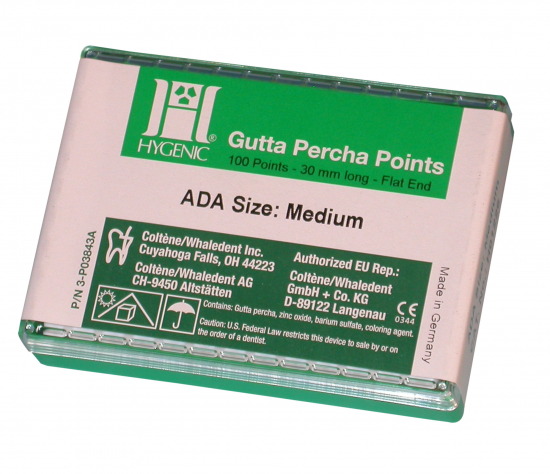 HYGENIC®
Gutta Percha Points
100 Points - 30 mm long - Flat End
ADA Size: Medium
P/N 3-P03843A
Coltène/Whaledent Inc.
Cuyahoga Falls, OH 44223
Coltène/Whaledent AG
CH-9450 Altstätten
Authorized EU Rep.:
Coltène/Whaledent
GmbH + Co. KG
D-89122 Langenau
CE
0344
Contains: Gutta percha, zinc oxide, barium sulfate, coloring agent.
Caution: U.S. Federal Law restricts this device to sale by or on
the order of a dentist.
Made in Germany